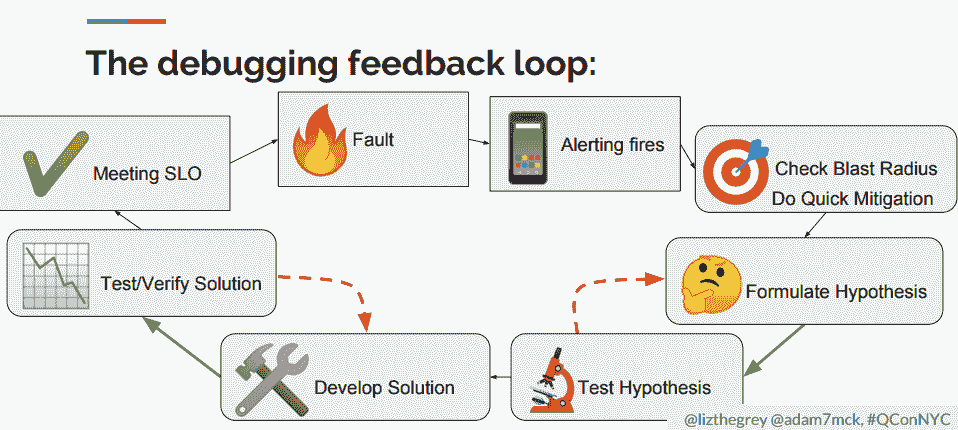 The debugging feedback loop:
Meeting SLO
Fault
Alerting fires
Check Blast Radius
Do Quick Mitigation
Formulate Hypothesis
Test Hypothesis
Develop Solution
Test/Verify Solution
@lizthegrey @adam7mck, #QConNYC